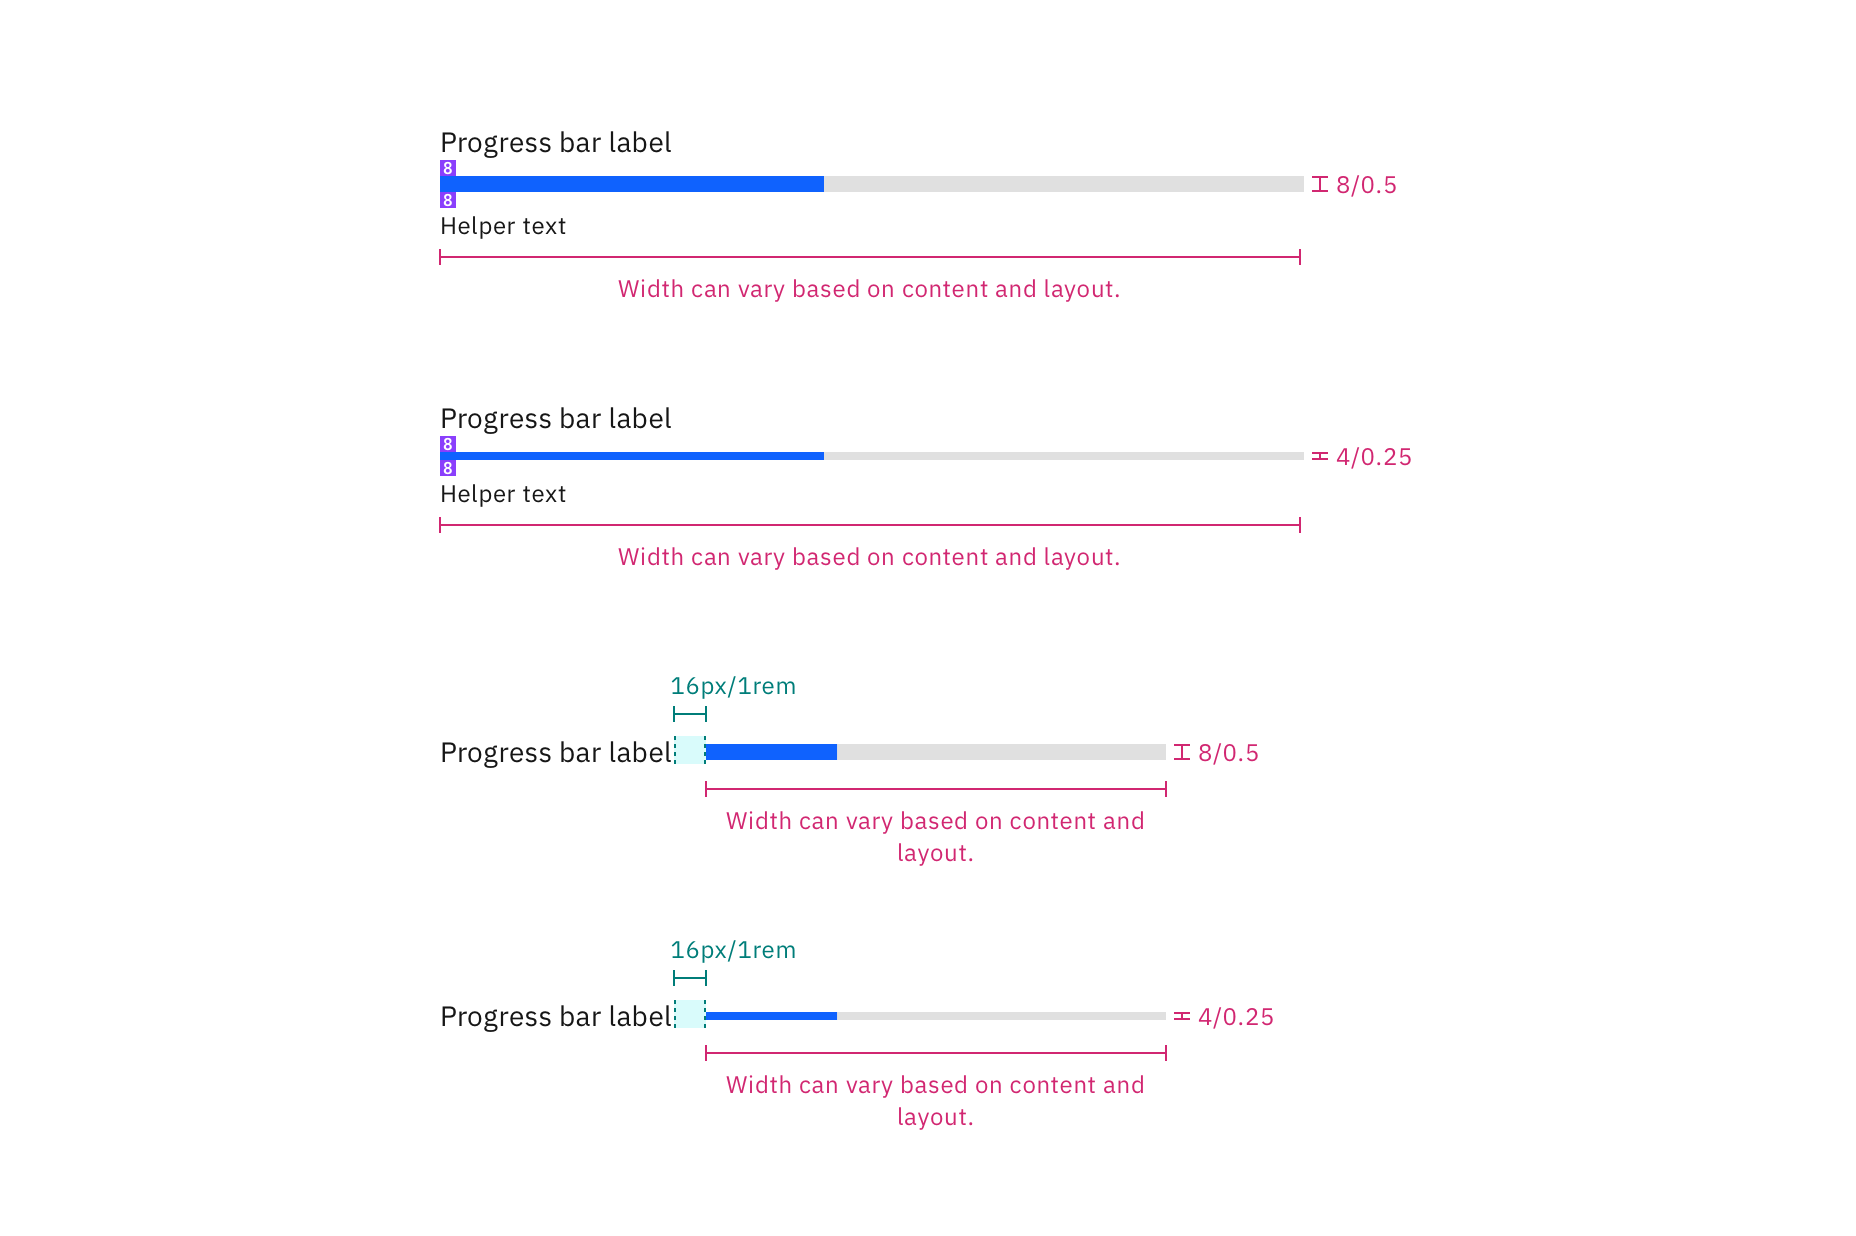 Progress bar label
8
8/0.5
8
Helper text
Width can vary based on content and layout.
Progress bar label
8
4/0.25
8
Helper text
Width can vary based on content and layout.
16px/1rem
Progress bar label
8/0.5
Width can vary based on content and
layout.
16px/1rem
Progress bar label
4/0.25
Width can vary based on content and
layout.